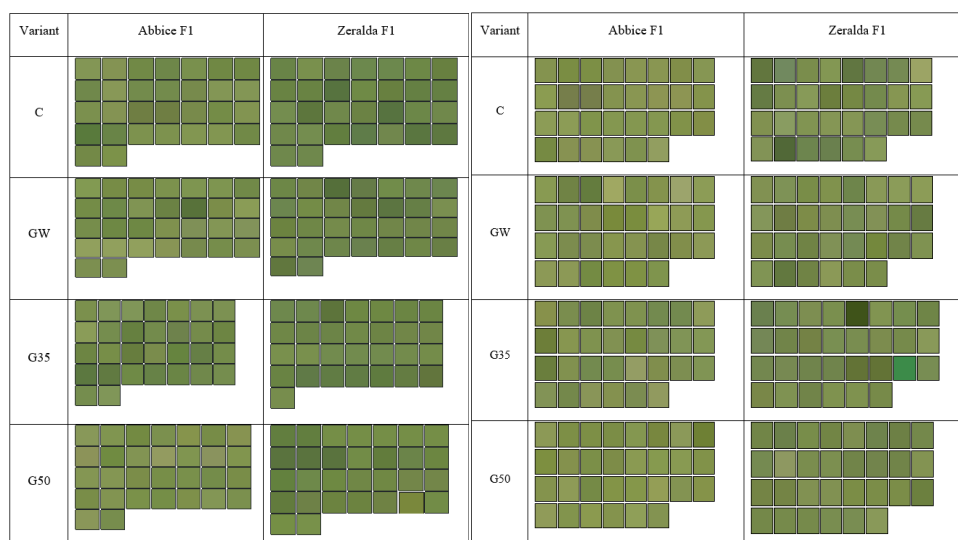 Variant Abbice F1 Zeralda F1
C
GW
G35
G50
Variant Abbice F1 Zeralda F1
C
GW
G35
G50